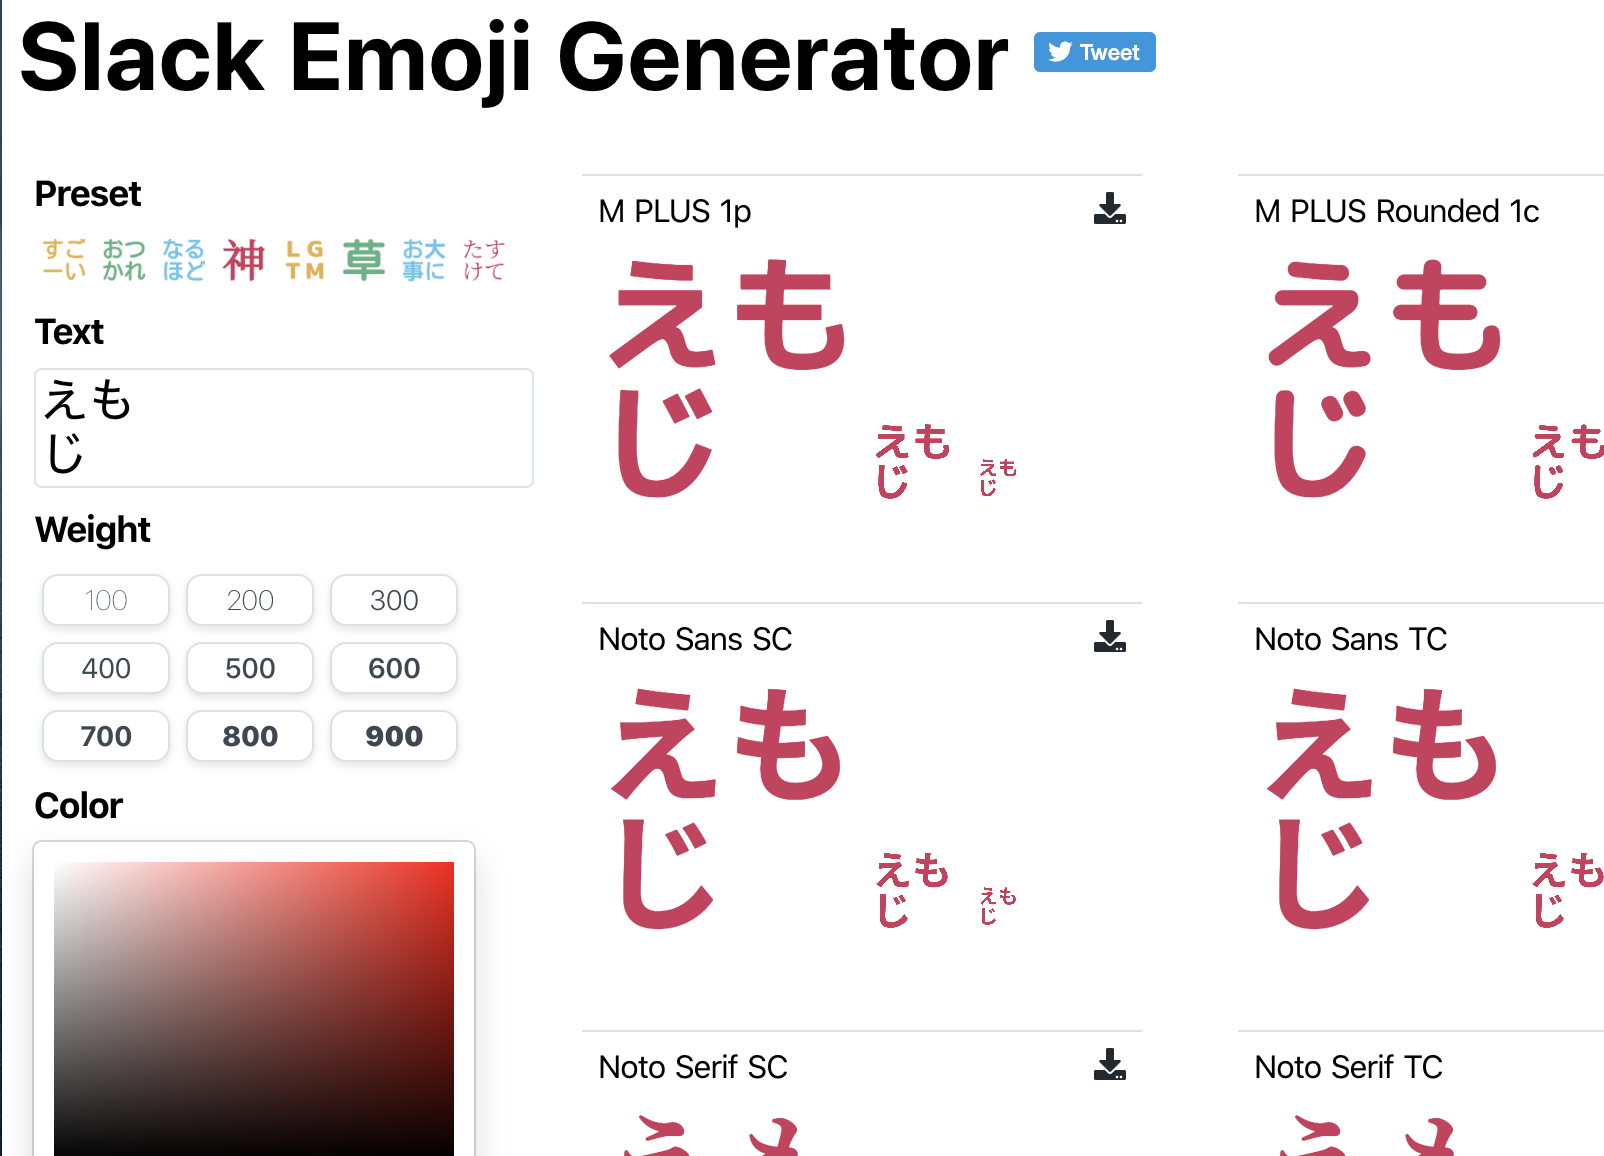 Slack Emoji Generator
Tweet
Preset
すご
ーい
おつ
かれ
なる
ほど
神
LG
TM
草
お大
事に
たす
けて
Text
えも
じ
Weight
100 200 300
400 500 600
700 800 900
Color
M PLUS 1p
えも
じ
えも
じ
えも
じ
M PLUS Rounded 1c
えも
じ
えも
じ
Noto Sans SC
えも
じ
えも
じ
えも
じ
Noto Sans TC
えも
じ
えも
じ
Noto Serif SC
Noto Serif TC